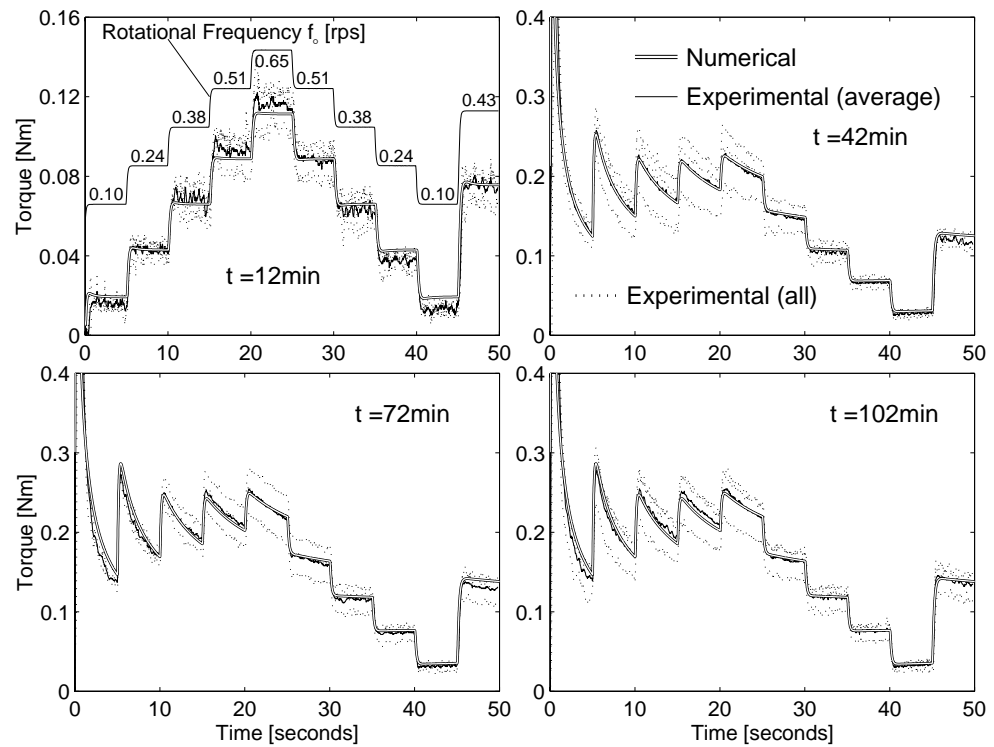 0.16
0.12
0.08
0.04
0
Torque [Nm]
Rotational Frequency fₒ [rps]
0.10
0.24
0.38
0.51
0.65
0.51
0.38
0.24
0.10
0.43
t =12min
0 10 20 30 40 50
0.4
0.3
0.2
0.1
0
Numerical
Experimental (average)
t =42min
Experimental (all)
0 10 20 30 40 50
0.4
0.3
0.2
0.1
0
Torque [Nm]
t =72min
0 10 20 30 40 50
Time [seconds]
0.4
0.3
0.2
0.1
0
t =102min
0 10 20 30 40 50
Time [seconds]